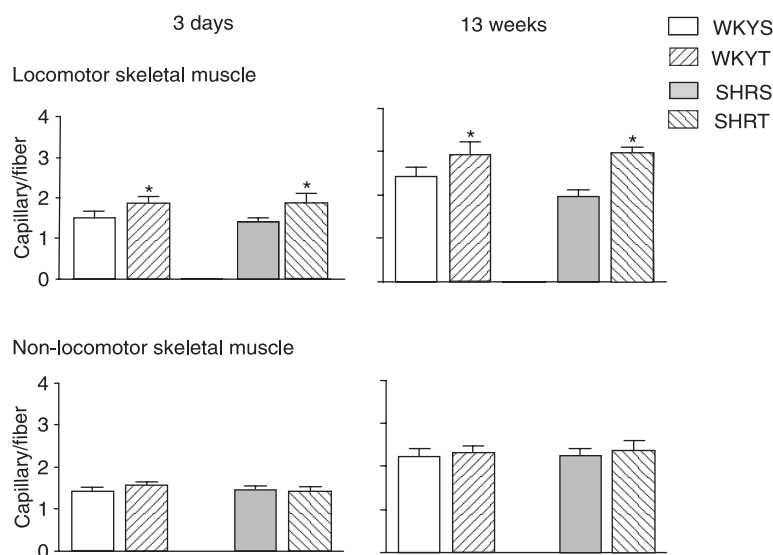 3 days
13 weeks
WKYS
WKYT
SHRS
SHRT
Locomotor skeletal muscle
Capillary/fiber
4
3
2
1
0
*
*
*
*
Non-locomotor skeletal muscle
Capillary/fiber
4
3
2
1
0